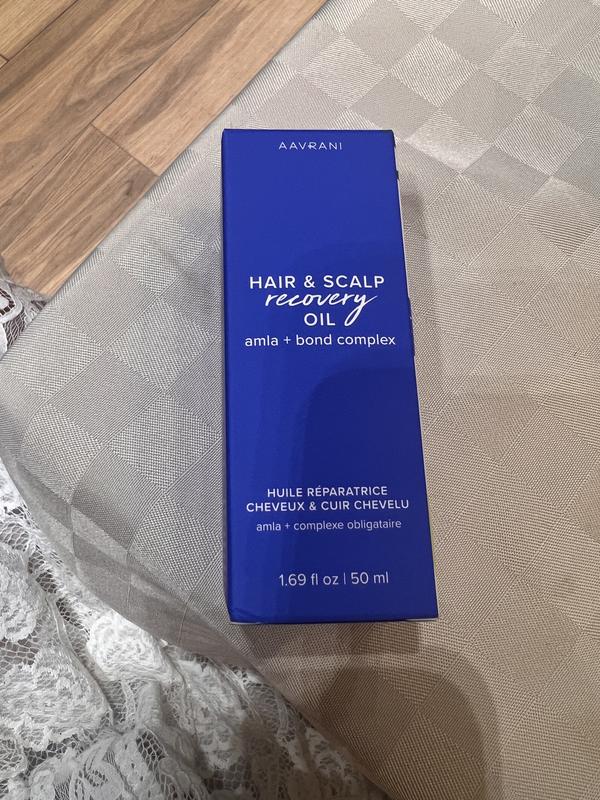 AAVRANI
HAIR & SCALP
recovery
OIL
amla + bond complex
HUILE RÉPARATRICE
CHEVEUX & CUIR CHEVELU
amla + complexe obligataire
1.69 fl oz | 50 ml